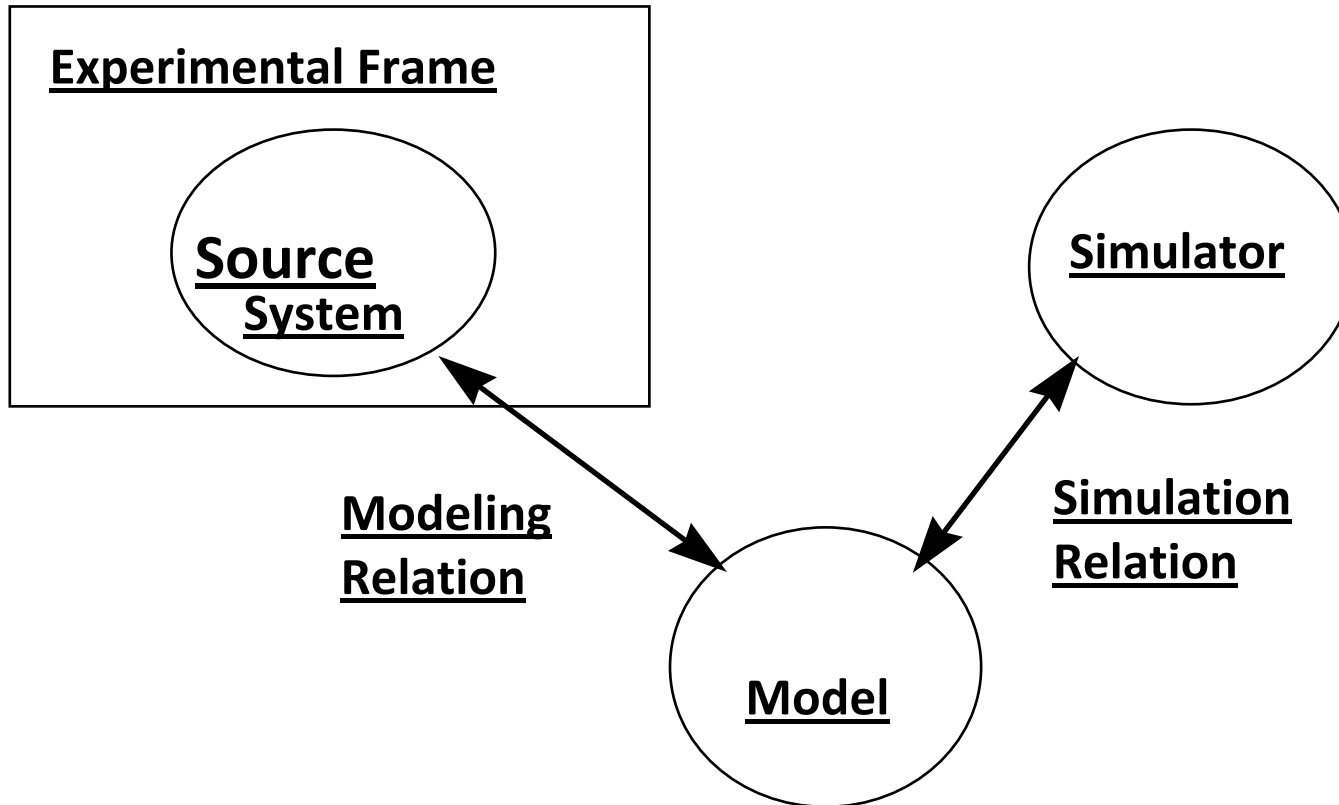 Experimental Frame
Source
System
Simulator
Modeling
Relation
Simulation
Relation
Model